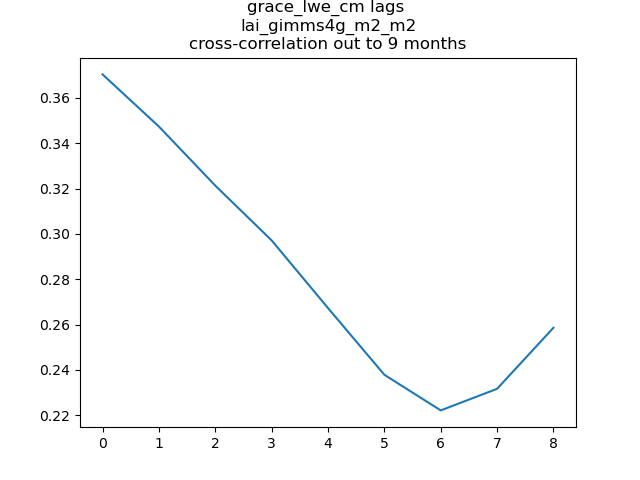 grace_lwe_cm lags
lai_gimms4g_m2_m2
cross-correlation out to 9 months
0.36
0.34
0.32
0.30
0.28
0.26
0.24
0.22
0 1 2 3 4 5 6 7 8